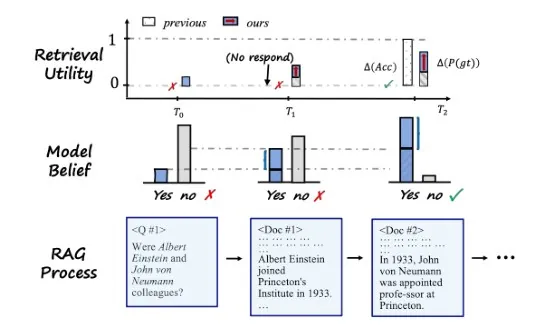 previous ours
Retrieval Utility
1
0
(No respond)
Δ(Acc)
Δ(P(gt))
✗ ✗ ✓
T0 T1 T2
Model Belief
Yes no ✗
Yes no ✗
Yes no ✓
RAG Process
<Q #1>
Were Albert
Einstein and
John von
Neumann
colleagues?
<Doc #1>
... ... ... ...
... ... ... ... ...
Albert Einstein
joined
Princeton's
Institute in 1933.
...
<Doc #2>
... ... ... ...
... ... ... ... ...
In 1933, John
von Neumann
was appointed
profe-ssor at
Princeton.
...